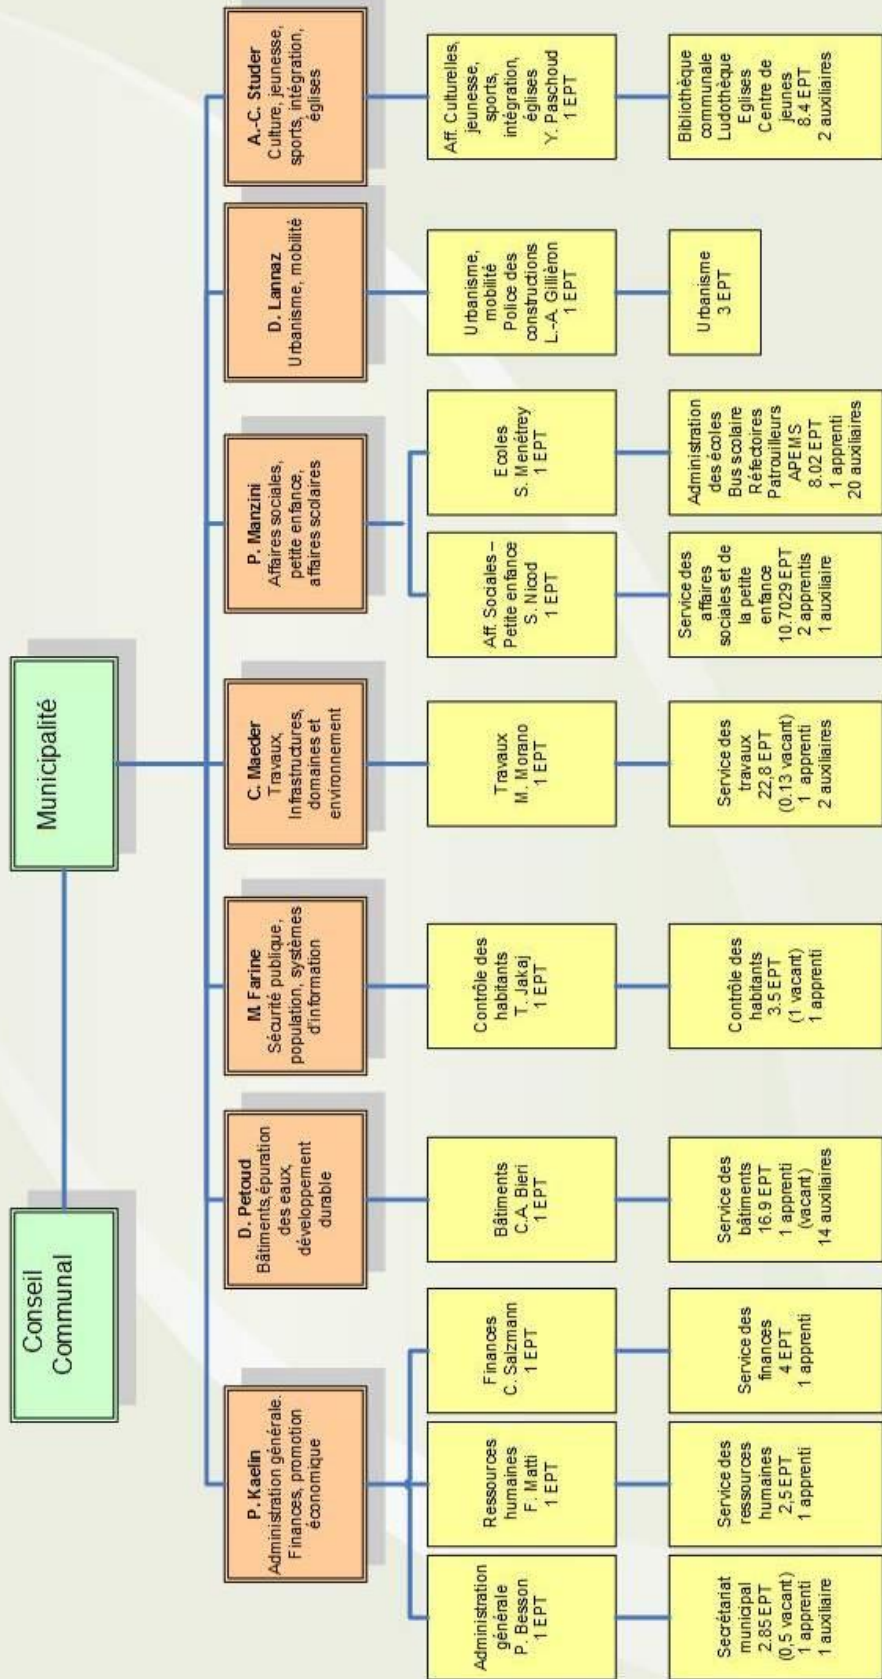 Conseil
Communal
Municipalité
P. Kaelin
Administration générale.
Finances, promotion
économique
D. Petoud
Bâtiments,épuration
des eaux,
développement
durable
M. Farine
Sécurité publique,
population, systèmes
d'information
C. Maeder
Travaux,
Infrastructures,
domaines et
environnement
P. Manzini
Affaires sociales,
petite enfance,
affaires scolaires
D. Lannaz
Urbanisme, mobilité
A.-C. Studer
Culture, jeunesse,
sports, intégration,
églises
Administration
générale
P. Besson
1 EPT
Ressources
humaines
F. Matti
1 EPT
Finances
C. Salzmann
1 EPT
Bâtiments
C.A. Bieri
1 EPT
Contrôle des
habitants
T. Jakaj
1 EPT
Travaux
M. Morano
1 EPT
Aff. Sociales –
Petite enfance
S. Nicod
1 EPT
Ecoles
S. Menétrey
1 EPT
Urbanisme,
mobilité
Police des
constructions
L.-A. Gilliéron
1 EPT
Aff. Culturelles,
jeunesse,
sports,
intégration,
églises
Y. Paschoud
1 EPT
Secrétariat
municipal
2.85 EPT
(0,5 vacant)
1 apprenti
1 auxiliaire
Service des
ressources
humaines
2,5 EPT
1 apprenti
Service des
finances
4 EPT
1 apprenti
Service des
bâtiments
16.9 EPT
1 apprenti
(vacant)
14 auxiliaires
Contrôle des
habitants
3.5 EPT
(1 vacant)
1 apprenti
Service des
travaux
22,8 EPT
(0.13 vacant)
1 apprenti
2 auxiliaires
Service des
affaires
sociales et de
la petite
enfance
10.7029 EPT
2 apprentis
1 auxiliaire
Administration
des écoles
Bus scolaire
Réfectoires
Patrouilleurs
APEMS
8.02 EPT
1 apprenti
20 auxiliaires
Urbanisme
3 EPT
Bibliothèque
communale
Ludothèque
Eglises
Centre de
jeunes
8.4 EPT
2 auxiliaires